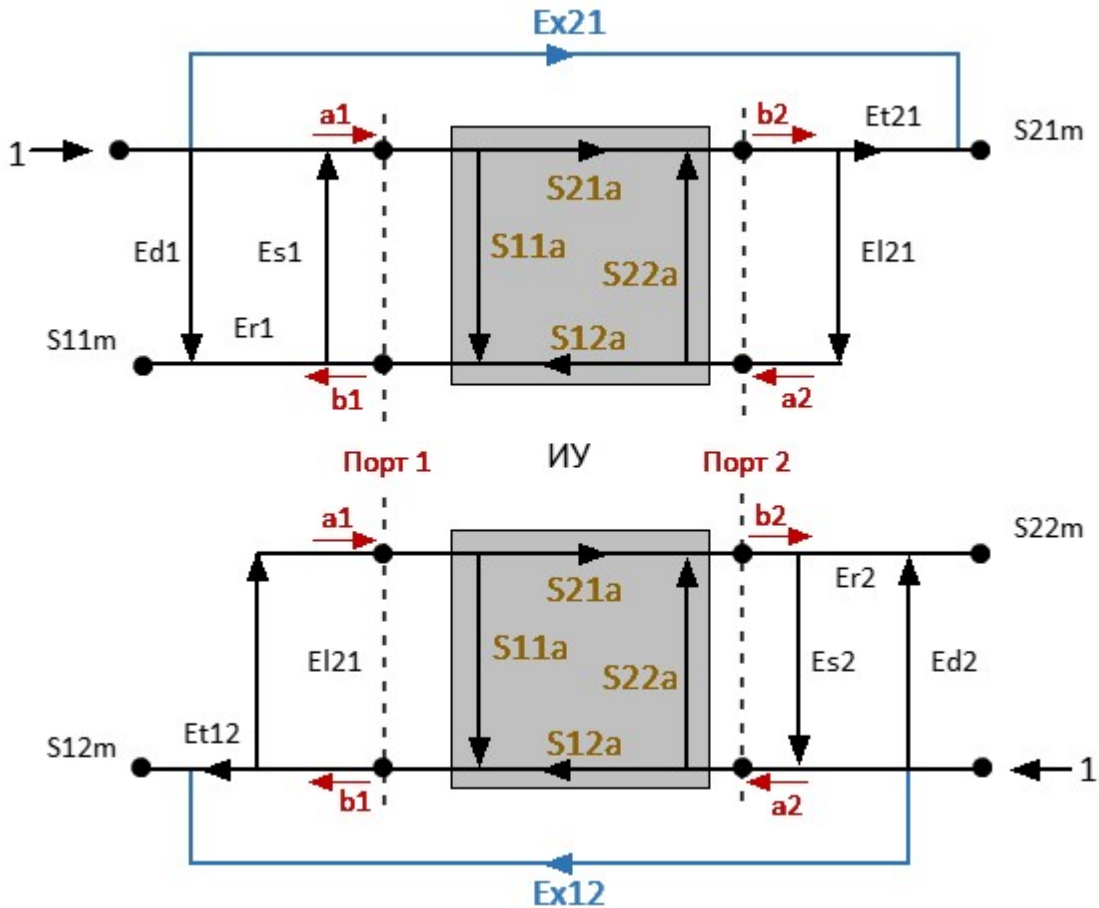 Ex21
a1
b2
Et21
S21m
1
S21a
Ed1
Es1
S11a
S22a
El21
Er1
S12a
S11m
b1
a2
Порт 1
ИУ
Порт 2
a1
b2
S22m
S21a
Er2
El21
S11a
S22a
Es2
Ed2
Et12
S12a
S12m
b1
a2
1
Ex12